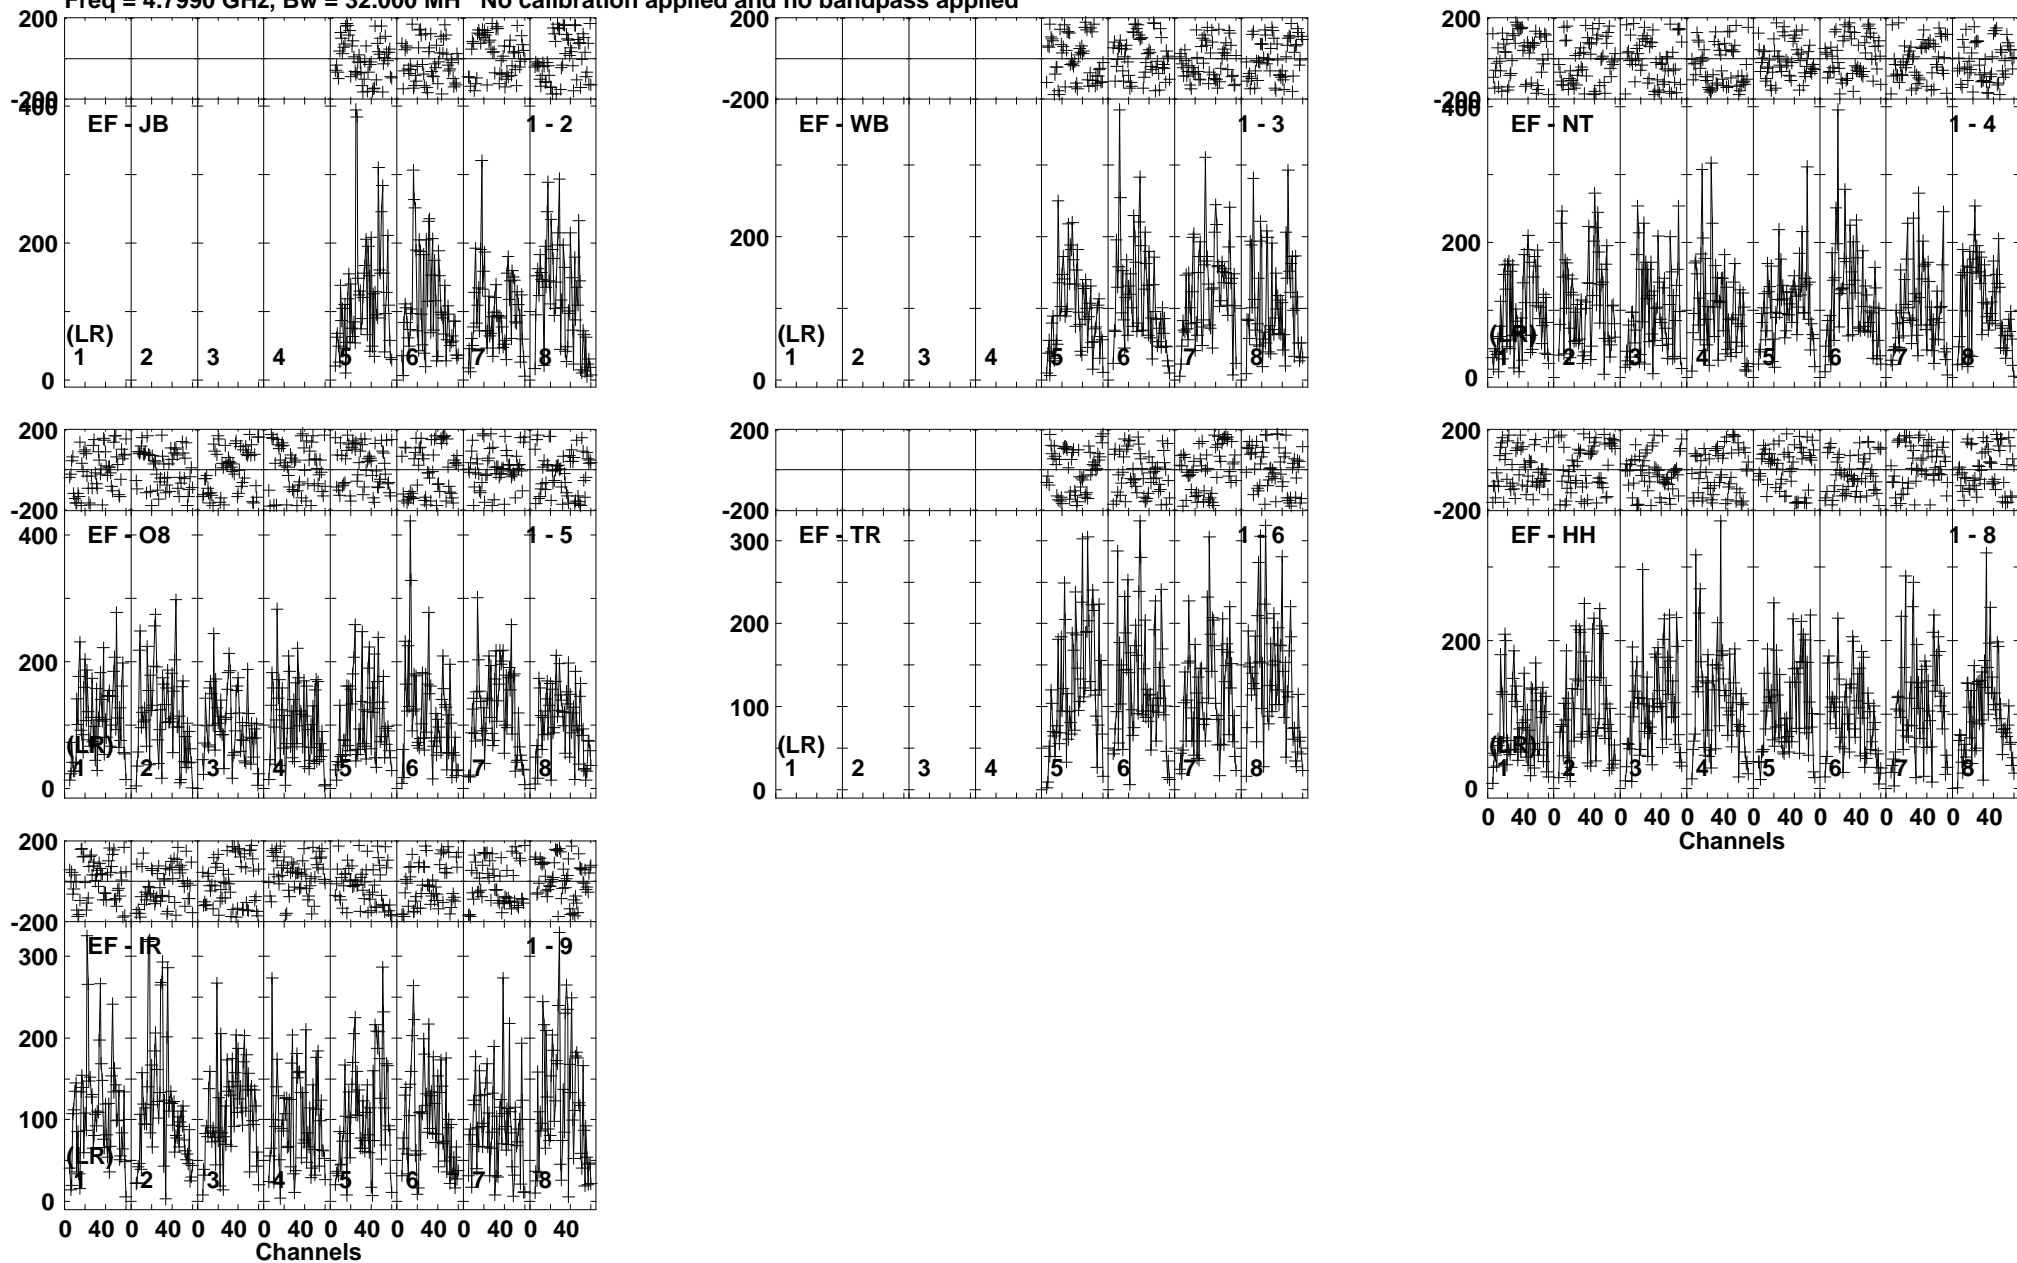 Freq = 4.7990 GHz, Bw = 32.000 MH   No calibration applied and no bandpass applied
200
-200
400
EF - JB
1 - 2
200
(LR)
1 2 3 4 5 6 7 8
0
200
-200
EF - WB
1 - 3
200
(LR)
1 2 3 4 5 6 7 8
0
200
-200
400
EF - NT
1 - 4
200
(LR)
1 2 3 4 5 6 7 8
0
200
-200
400
EF - O8
1 - 5
200
(LR)
1 2 3 4 5 6 7 8
0
200
-200
300
EF - TR
1 - 6
200
100
(LR)
1 2 3 4 5 6 7 8
0
200
-200
EF - HH
1 - 8
200
(LR)
1 2 3 4 5 6 7 8
0
0 40 0 40 0 40 0 40 0 40 0 40 0 40 0 40
Channels
200
-200
300
EF - IR
1 - 9
200
100
(LR)
1 2 3 4 5 6 7 8
0
0 40 0 40 0 40 0 40 0 40 0 40 0 40 0 40
Channels